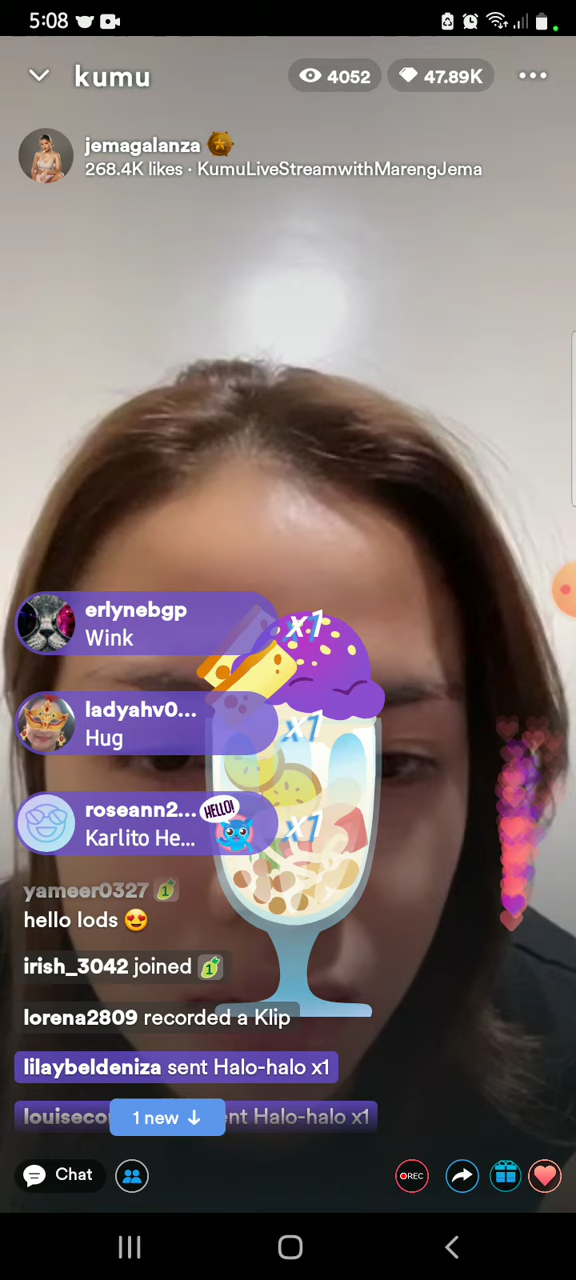 5:08
kumu
4052
47.89K
jemagalanza
268.4K likes · KumuLiveStreamwithMarengJema
erlynebgp
Wink
x1
ladyahv0...
Hug
x1
roseann2...
HELLO!
Karlito He...
x1
yameer0327 1
hello lods
irish_3042 joined 1
lorena2809 recorded a Klip
lilaybeldeniza sent Halo-halo x1
1 new ↓
Halo-halo x1
Chat
REC